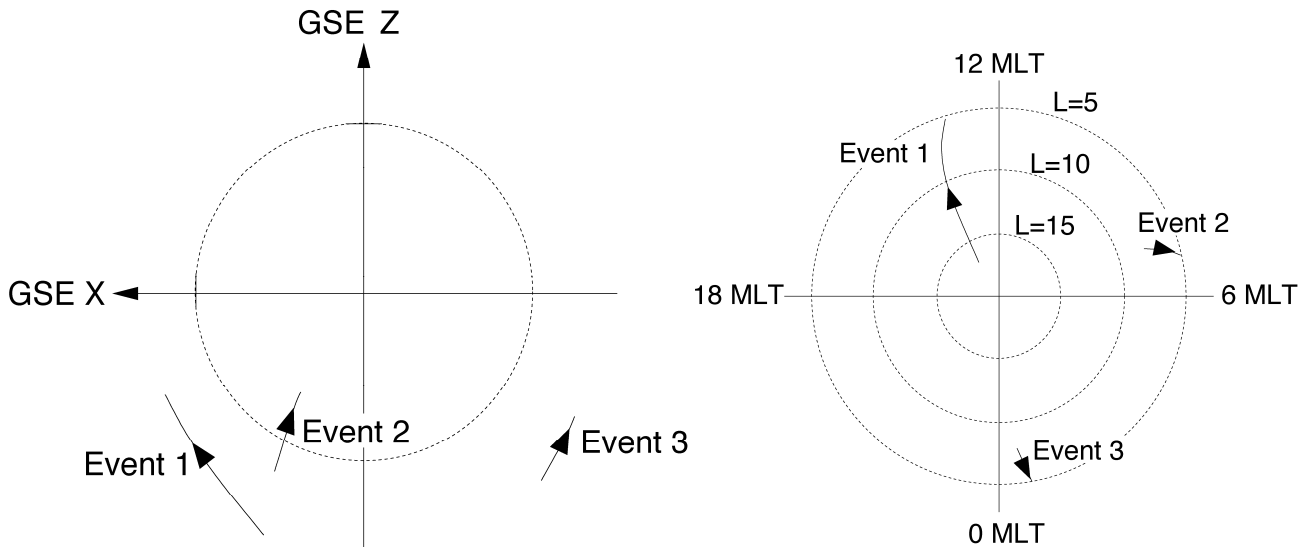 GSE Z
GSE X
Event 1
Event 2
Event 3
12 MLT
L=5
Event 1
L=10
Event 2
L=15
18 MLT
6 MLT
Event 3
0 MLT